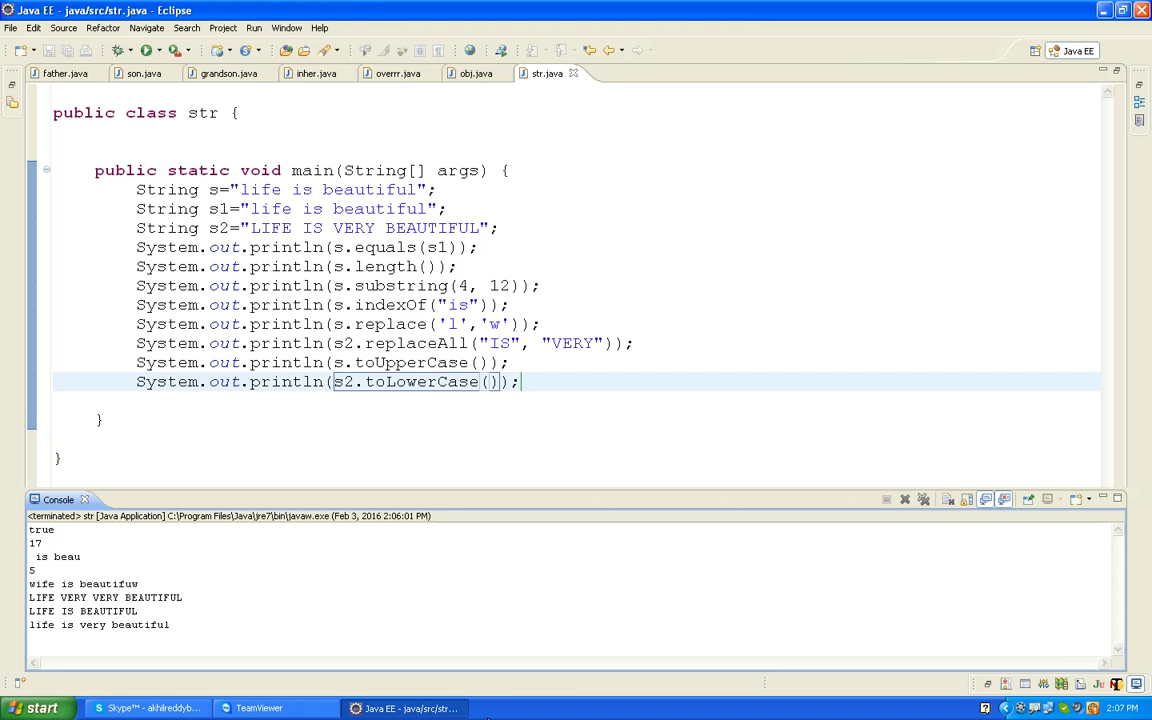 Java EE - java/src/str.java - Eclipse
File Edit Source Refactor Navigate Search Project Run Window Help
Java EE
father.java son.java grandson.java inher.java overrr.java obj.java str.java
public class str {
public static void main(String[] args) {
String s="life is beautiful";
String s1="life is beautiful";
String s2="LIFE IS VERY BEAUTIFUL";
System.out.println(s.equals(s1));
System.out.println(s.length());
System.out.println(s.substring(4, 12));
System.out.println(s.indexOf("is"));
System.out.println(s.replace('l','w'));
System.out.println(s2.replaceAll("IS", "VERY"));
System.out.println(s.toUpperCase());
System.out.println(s2.toLowerCase());
}
}
Console
<terminated> str [Java Application] C:\Program Files\Java\jre7\bin\javaw.exe (Feb 3, 2016 2:06:01 PM)
true
17
is beau
5
wife is beautifuw
LIFE VERY VERY BEAUTIFUL
LIFE IS BEAUTIFUL
life is very beautiful
start Skype™ - akhilreddyb... TeamViewer Java EE - java/src/str... 2:07 PM